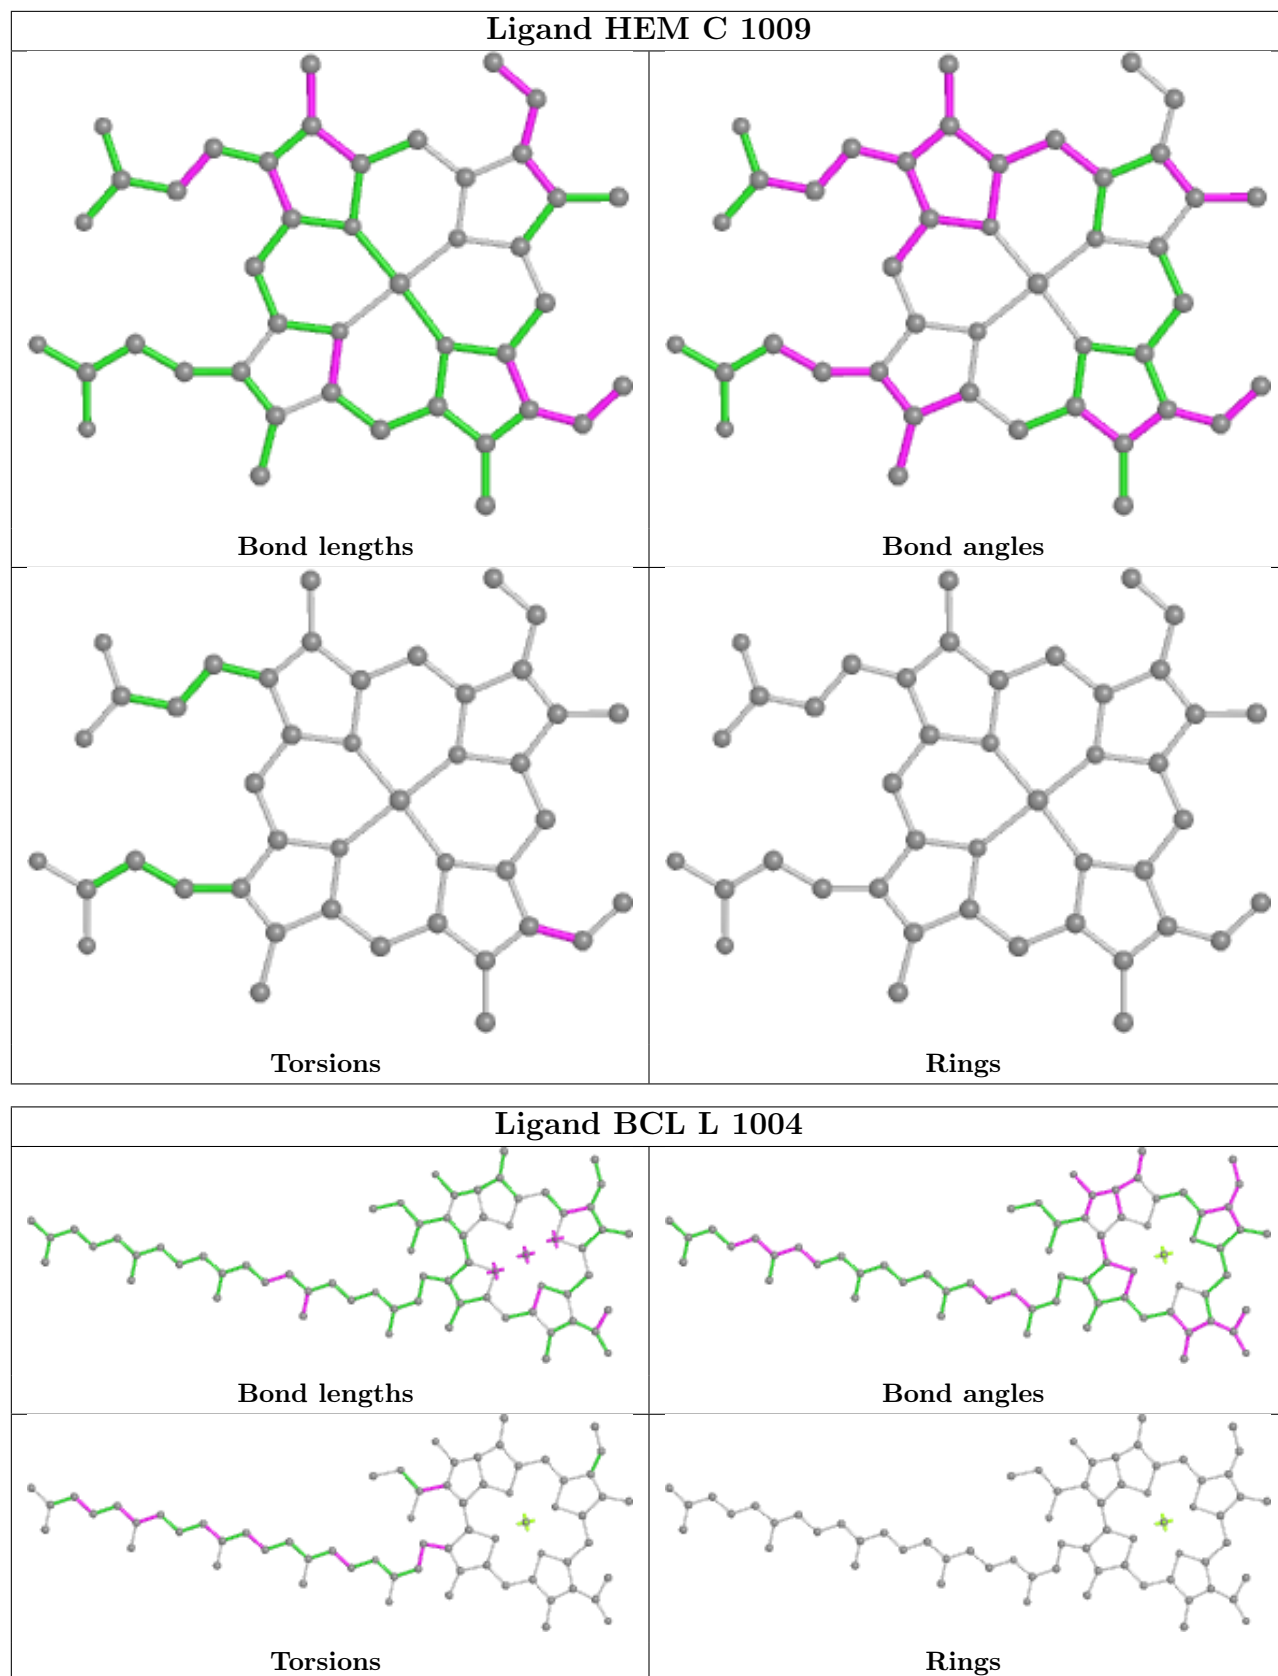 Ligand HEM C 1009
Bond lengths
Bond angles
Torsions
Rings
Ligand BCL L 1004
Bond lengths
Bond angles
Torsions
Rings